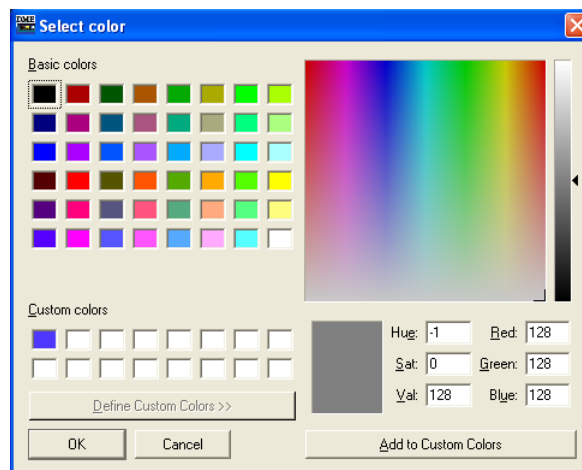 DME Select color
Basic colors
Custom colors
Define Custom Colors >>
OK Cancel
Hue: -1 Red: 128
Sat: 0 Green: 128
Val: 128 Blue: 128
Add to Custom Colors